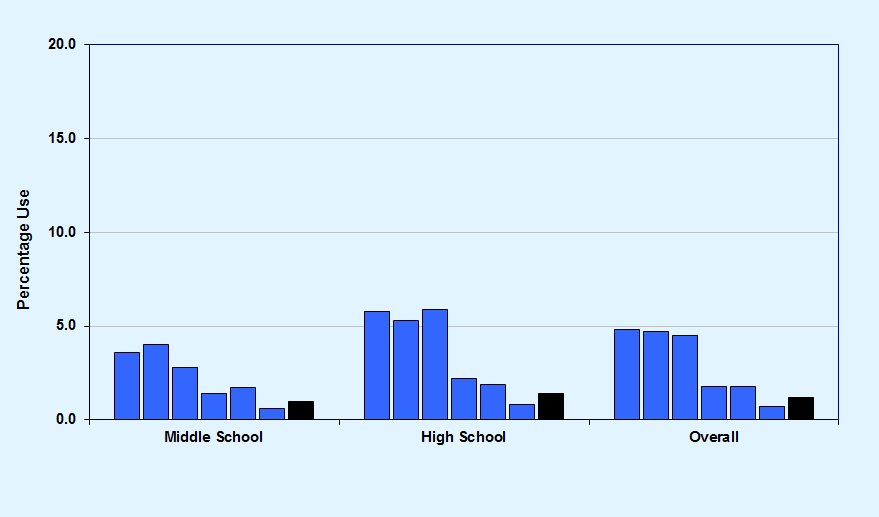 20.0
15.0
10.0
5.0
0.0
Percentage Use
Middle School
High School
Overall